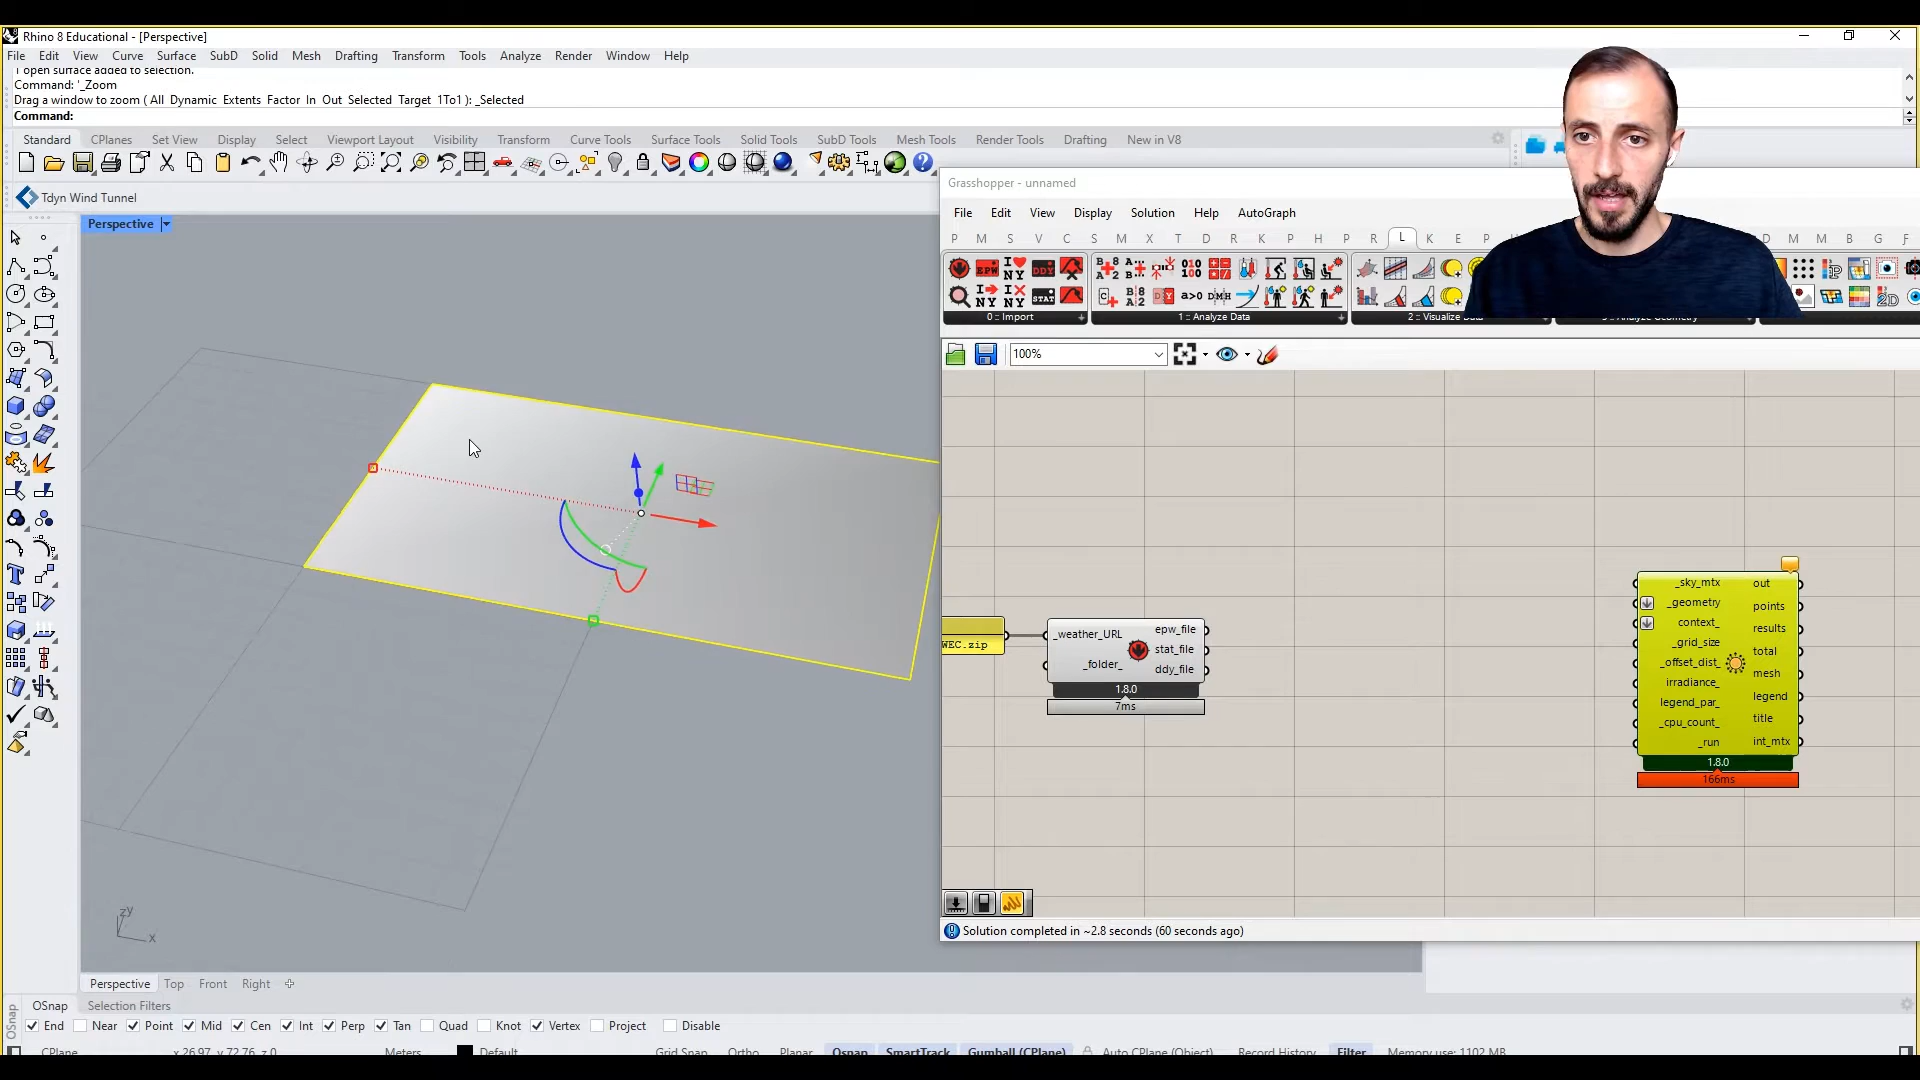 Rhino 8 Educational - [Perspective]
File Edit View Curve Surface SubD Solid Mesh Drafting Transform Tools Analyze Render Window Help
1 open surface added to selection.
Command: '_Zoom
Drag a window to zoom ( All Dynamic Extents Factor In Out Selected Target 1To1 ): _Selected
Command:
Standard CPlanes Set View Display Select Viewport Layout Visibility Transform Curve Tools Surface Tools Solid Tools SubD Tools Mesh Tools Render Tools Drafting New in V8
Tdyn Wind Tunnel
Perspective
Grasshopper - unnamed
File Edit View Display Solution Help AutoGraph
P M S V C S M X T D R K P H P R L K E P D M M B G F
0 :: Import
1 :: Analyze Data
2 :: Visualize Data
100%
WEC.zip
_weather_URL
_folder_
epw_file
stat_file
ddy_file
1.8.0
7ms
_sky_mtx
_geometry
context_
_grid_size
_offset_dist_
irradiance_
legend_par_
_cpu_count_
_run
out
points
results
total
mesh
legend
title
int_mtx
1.8.0
166ms
Solution completed in ~2.8 seconds (60 seconds ago)
zy
x
Perspective Top Front Right
OSnap Selection Filters
OSnap
End Near Point Mid Cen Int Perp Tan Quad Knot Vertex Project Disable
CPlane x 26.97 y 72.76 z 0 Meters Default Grid Snap Ortho Planar Osnap SmartTrack Gumball (CPlane) Auto CPlane (Object) Record History Filter Memory use: 1102 MB